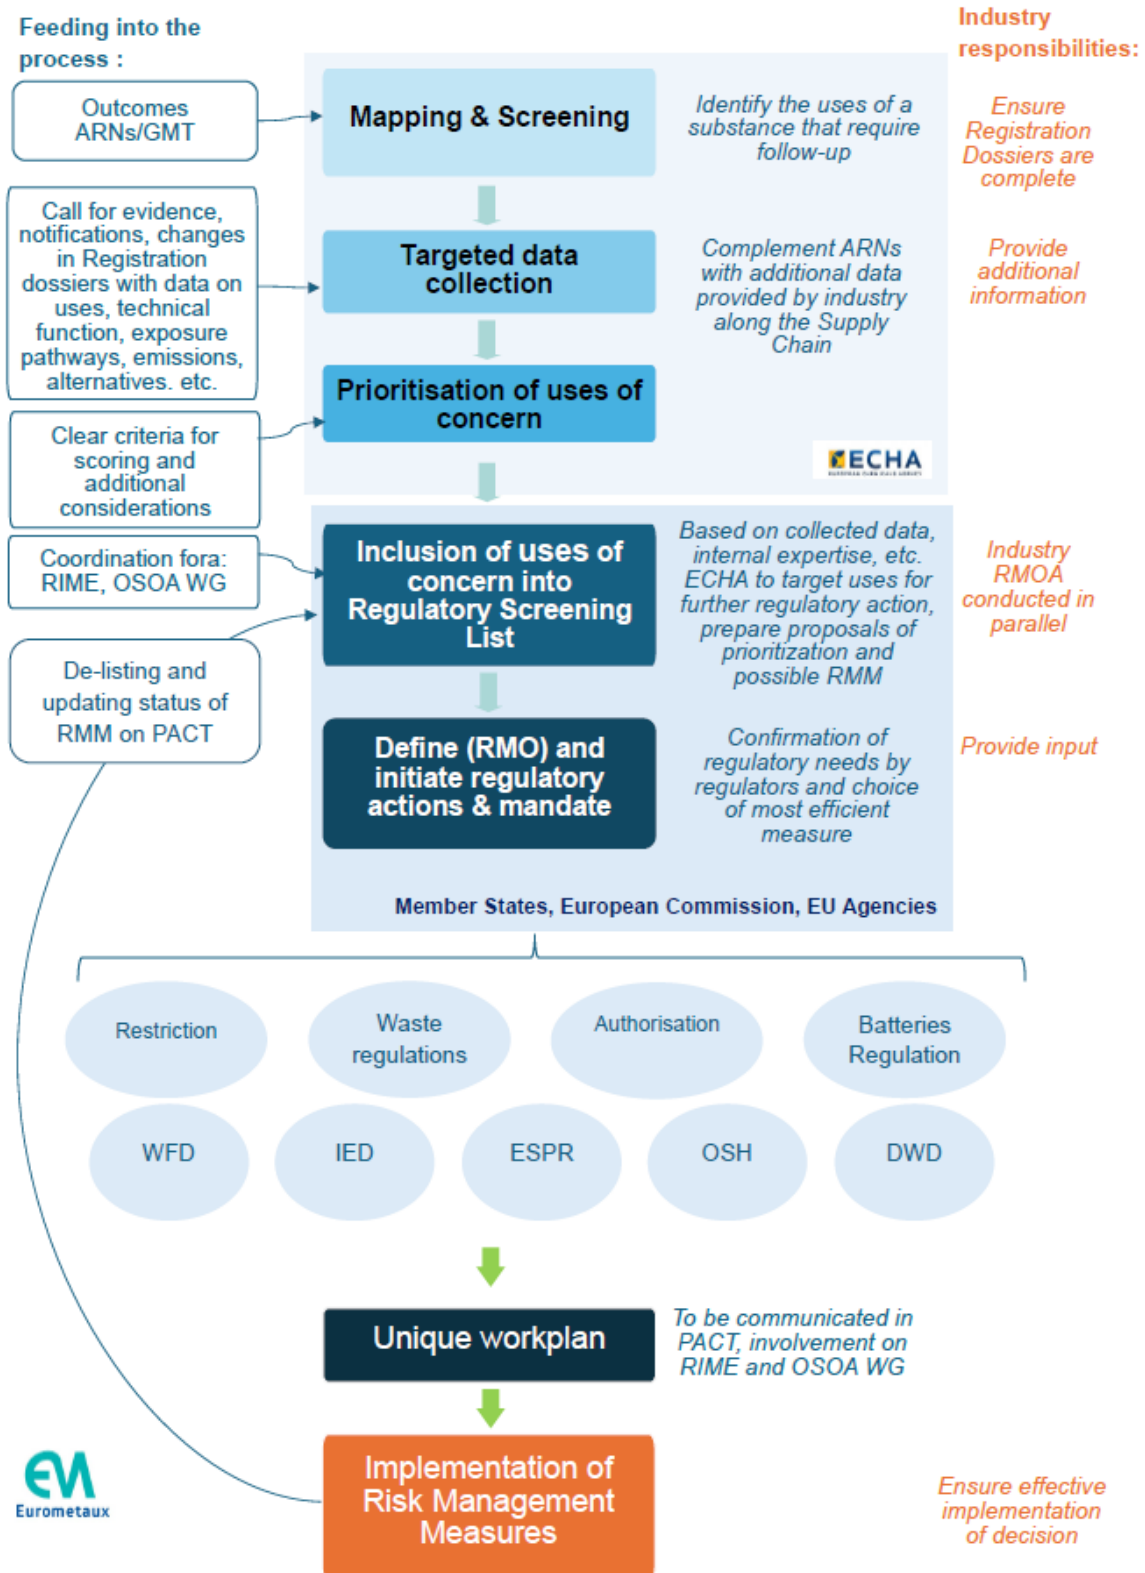 Feeding into the
process :
Industry
responsibilities:
Outcomes
ARNs/GMT
Mapping & Screening
Identify the uses of a
substance that require
follow-up
Ensure
Registration
Dossiers are
complete
Call for evidence,
notifications, changes
in Registration
dossiers with data on
uses, technical
function, exposure
pathways, emissions,
alternatives. etc.
Targeted data
collection
Complement ARNs
with additional data
provided by industry
along the Supply
Chain
Provide
additional
information
Prioritisation of uses of
concern
Clear criteria for
scoring and
additional
considerations
ECHA
EUROPEAN CHEMICALS AGENCY
Coordination fora:
RIME, OSOA WG
Inclusion of uses of
concern into
Regulatory Screening
List
Based on collected data,
internal expertise, etc.
ECHA to target uses for
further regulatory action,
prepare proposals of
prioritization and
possible RMM
Industry
RMOA
conducted in
parallel
De-listing and
updating status of
RMM on PACT
Define (RMO) and
initiate regulatory
actions & mandate
Confirmation of
regulatory needs by
regulators and choice
of most efficient
measure
Provide input
Member States, European Commission, EU Agencies
Restriction
Waste
regulations
Authorisation
Batteries
Regulation
WFD
IED
ESPR
OSH
DWD
Unique workplan
To be communicated in
PACT, involvement on
RIME and OSOA WG
Implementation of
Risk Management
Measures
Ensure effective
implementation
of decision
EM
Eurometaux